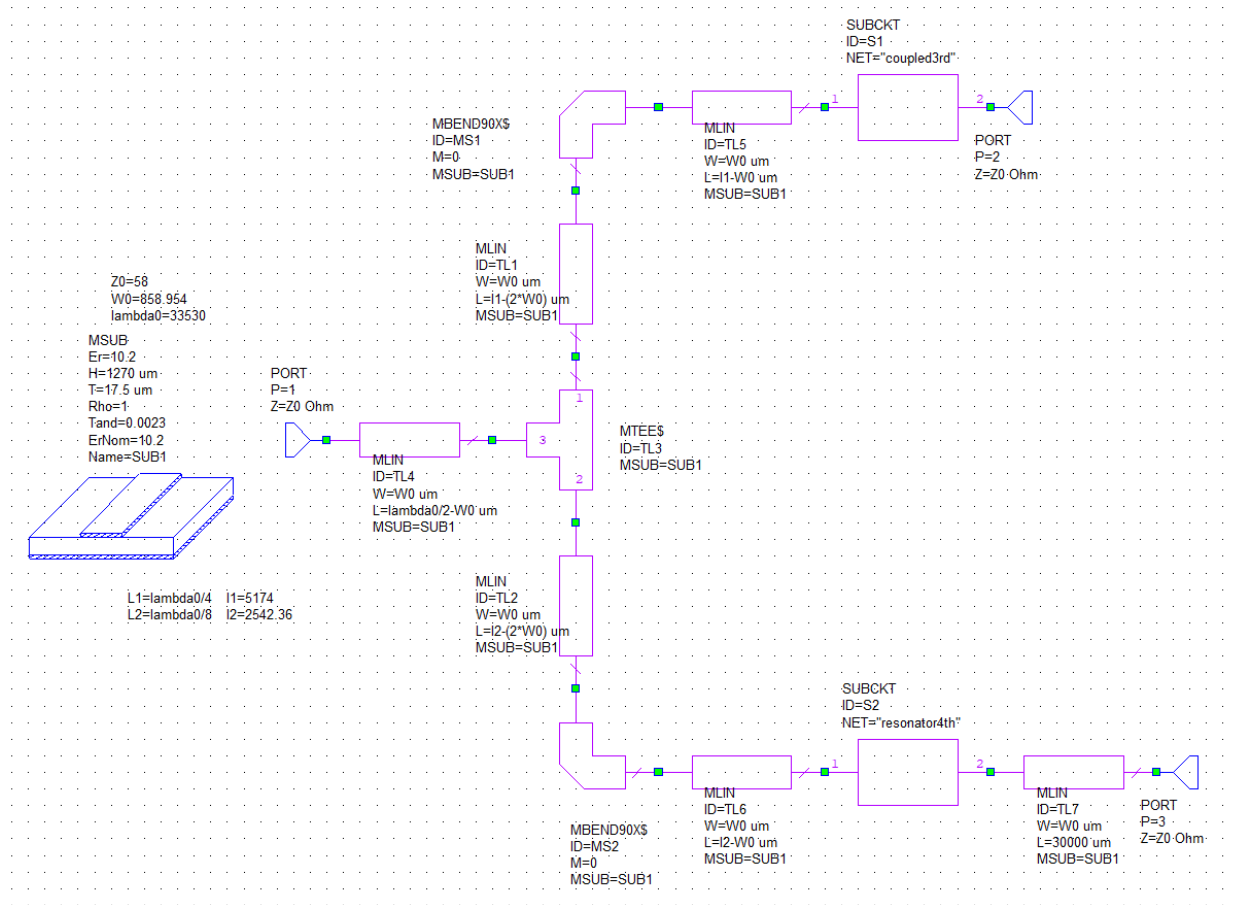 SUBCKT
ID=S1
NET="coupled3rd"
1
2
MBEND90X$
ID=MS1
M=0
MSUB=SUB1
MLIN
ID=TL5
W=W0 um
L=l1-W0 um
MSUB=SUB1
PORT
P=2
Z=Z0 Ohm
MLIN
ID=TL1
W=W0 um
L=l1-(2*W0) um
MSUB=SUB1
Z0=58
W0=858.954
lambda0=33530
MSUB
Er=10.2
H=1270 um
T=17.5 um
Rho=1
Tand=0.0023
ErNom=10.2
Name=SUB1
PORT
P=1
Z=Z0 Ohm
MLIN
ID=TL4
W=W0 um
L=lambda0/2-W0 um
MSUB=SUB1
1
3
2
MTEE$
ID=TL3
MSUB=SUB1
L1=lambda0/4 l1=5174
L2=lambda0/8 l2=2542.36
MLIN
ID=TL2
W=W0 um
L=l2-(2*W0) um
MSUB=SUB1
SUBCKT
ID=S2
NET="resonator4th"
1
2
MBEND90X$
ID=MS2
M=0
MSUB=SUB1
MLIN
ID=TL6
W=W0 um
L=l2-W0 um
MSUB=SUB1
MLIN
ID=TL7
W=W0 um
L=30000 um
MSUB=SUB1
PORT
P=3
Z=Z0 Ohm